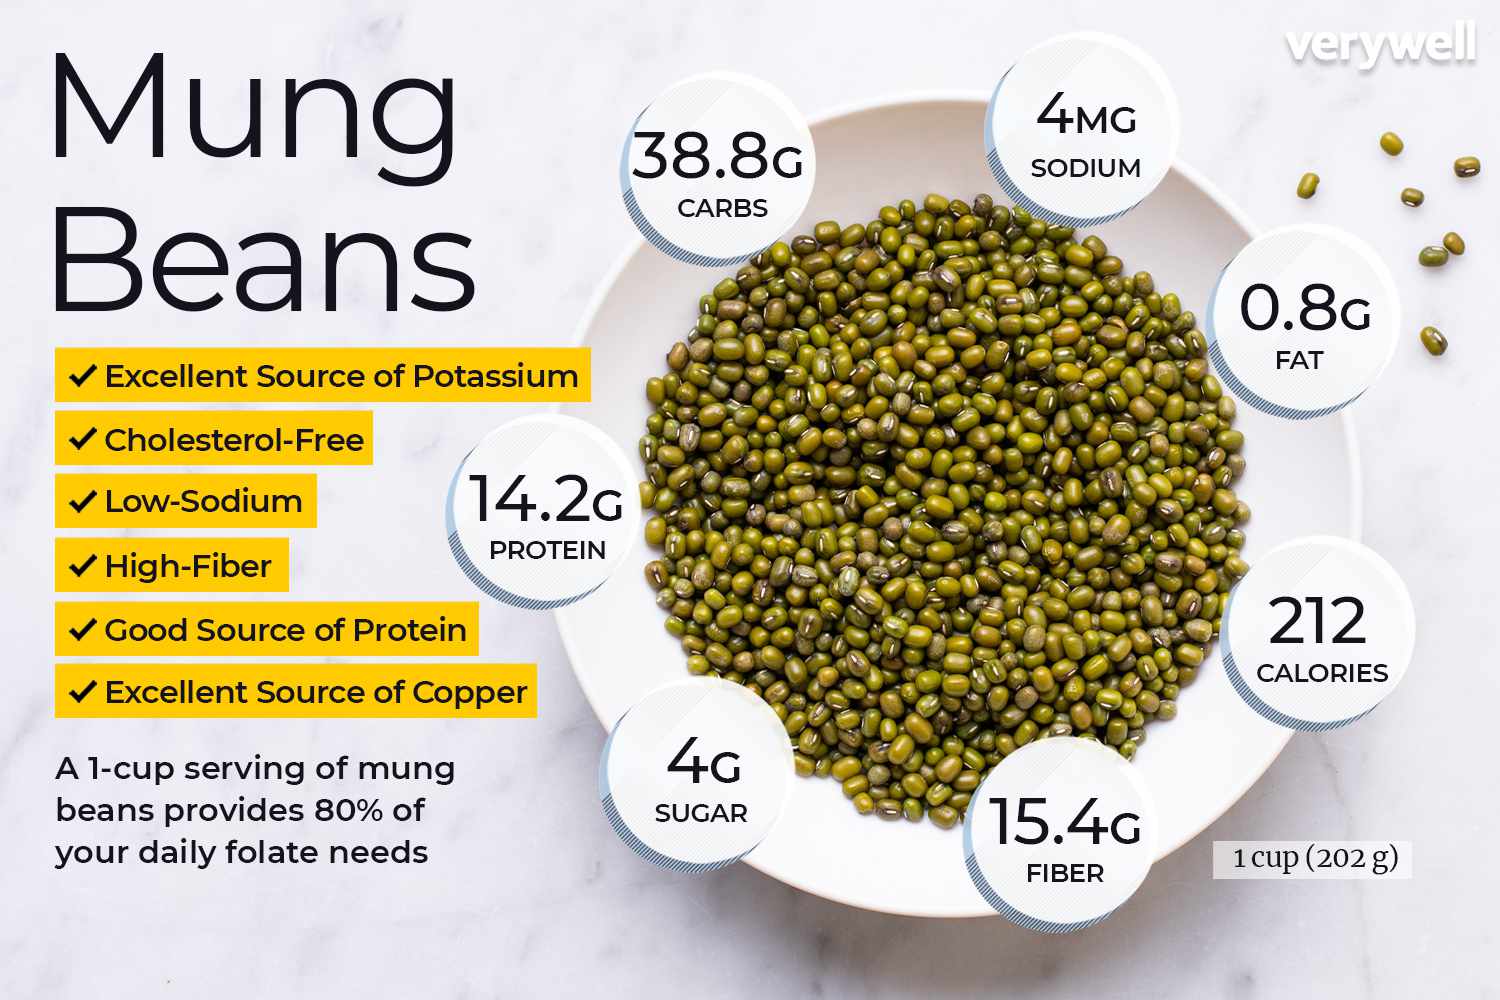 verywell
Mung
Beans
Excellent Source of Potassium
Cholesterol-Free
Low-Sodium
High-Fiber
Good Source of Protein
Excellent Source of Copper
A 1-cup serving of mung
beans provides 80% of
your daily folate needs
38.8G
CARBS
4MG
SODIUM
0.8G
FAT
14.2G
PROTEIN
212
CALORIES
4G
SUGAR
15.4G
FIBER
1 cup (202 g)